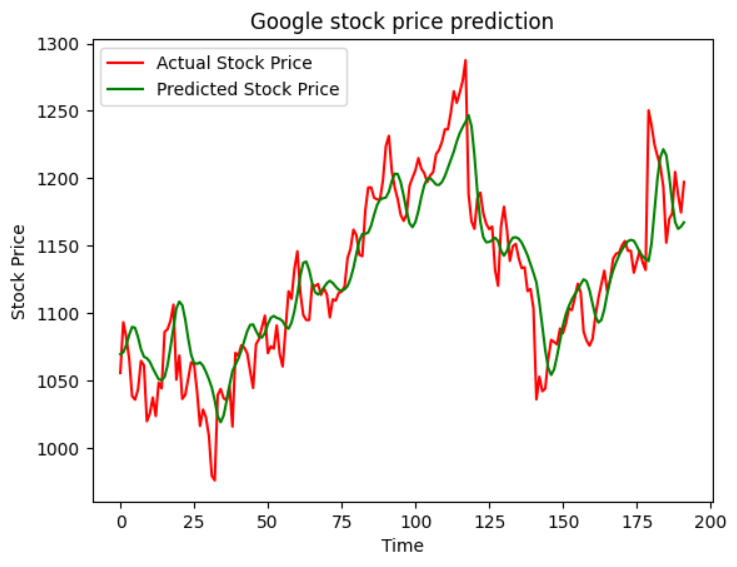 Google stock price prediction
Actual Stock Price
Predicted Stock Price
1300
1250
1200
1150
1100
1050
1000
Stock Price
0 25 50 75 100 125 150 175 200
Time